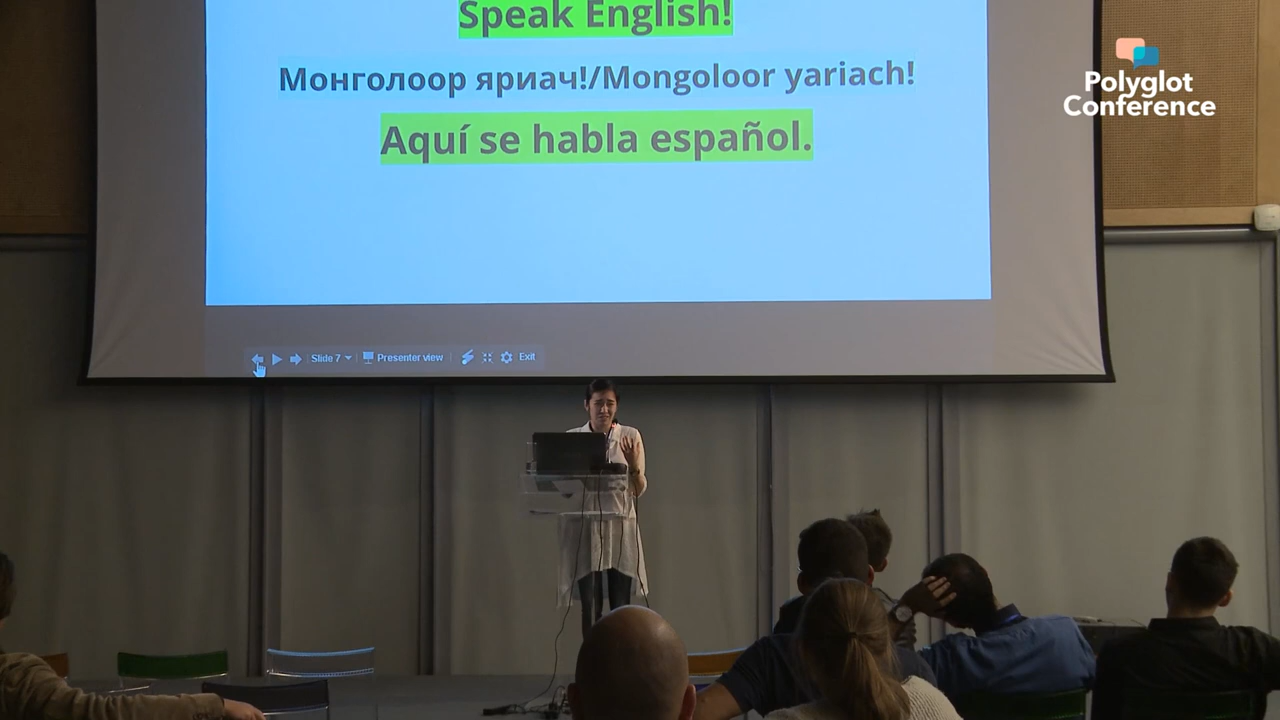 Speak English!
Монголоор яриач!/Mongoloor yariach!
Aquí se habla español.
Polyglot
Conference
Slide 7
Presenter view
Exit